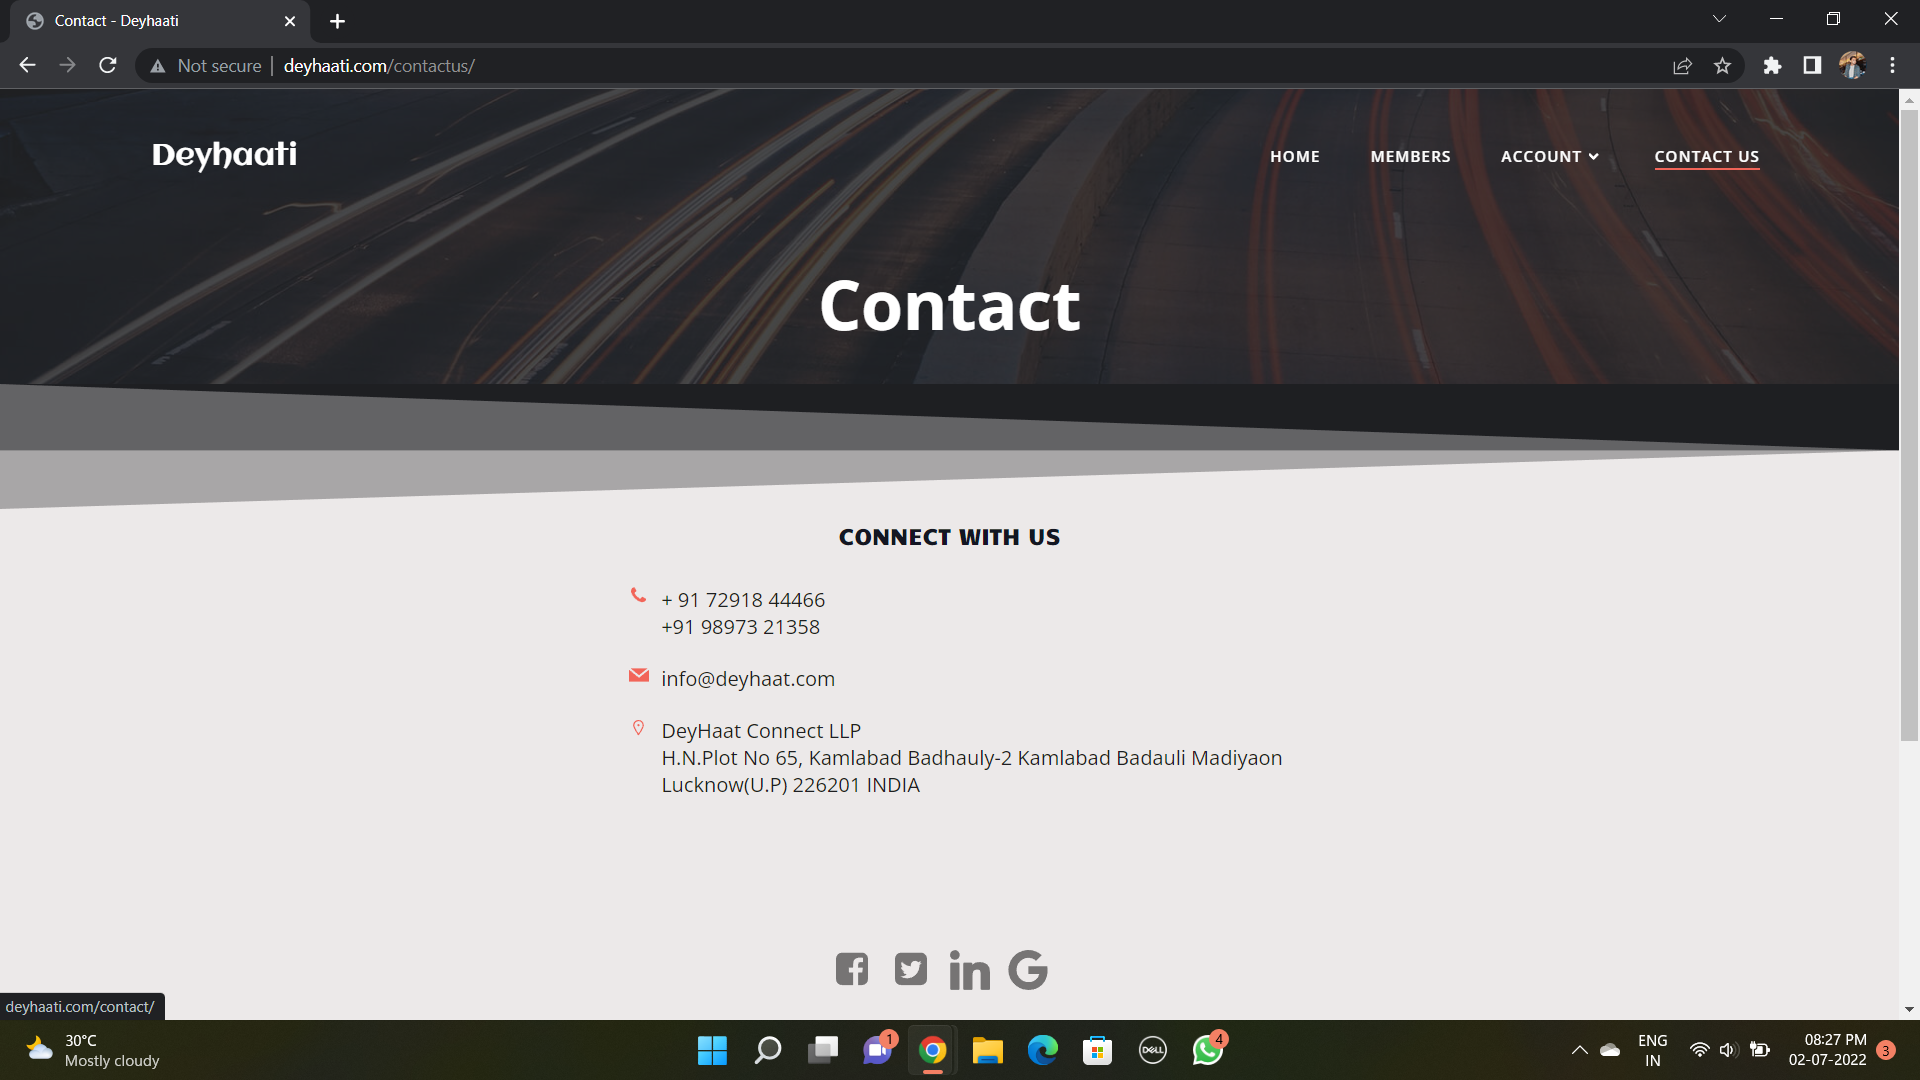 Contact - Deyhaati
Not secure
deyhaati.com/contactus/
Deyhaati
HOME
MEMBERS
ACCOUNT
CONTACT US
Contact
CONNECT WITH US
+ 91 72918 44466
+91 98973 21358
info@deyhaat.com
DeyHaat Connect LLP
H.N.Plot No 65, Kamlabad Badhauly-2 Kamlabad Badauli Madiyaon
Lucknow(U.P) 226201 INDIA
deyhaati.com/contact/
30°C
Mostly cloudy
1
DELL
4
ENG
IN
08:27 PM
02-07-2022
3